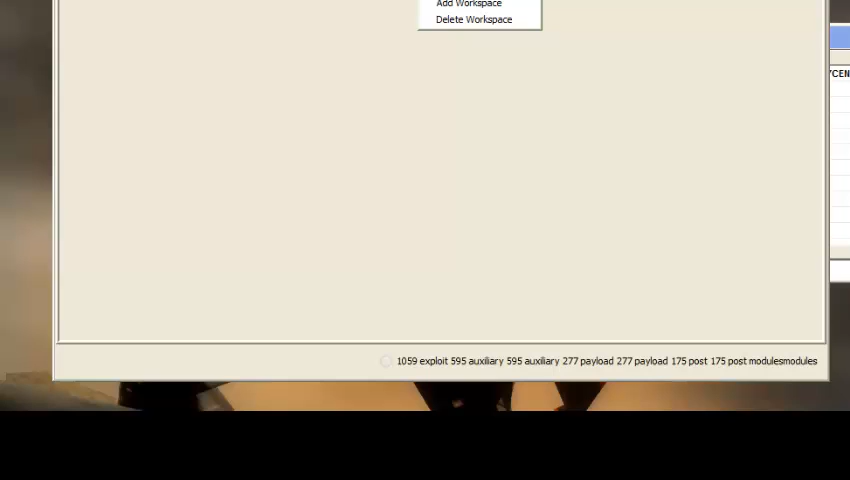 Add Workspace
Delete Workspace
YCEN
1059 exploit 595 auxiliary 595 auxiliary 277 payload 277 payload 175 post 175 post modulesmodules